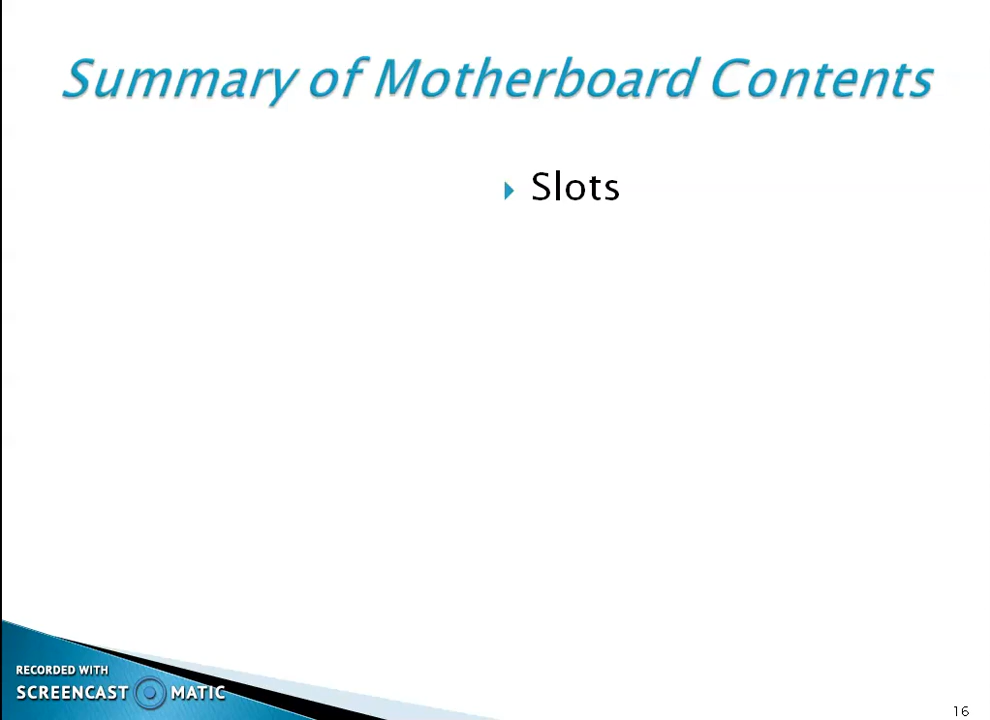 Summary of Motherboard Contents
Slots
RECORDED WITH
SCREENCAST MATIC
16